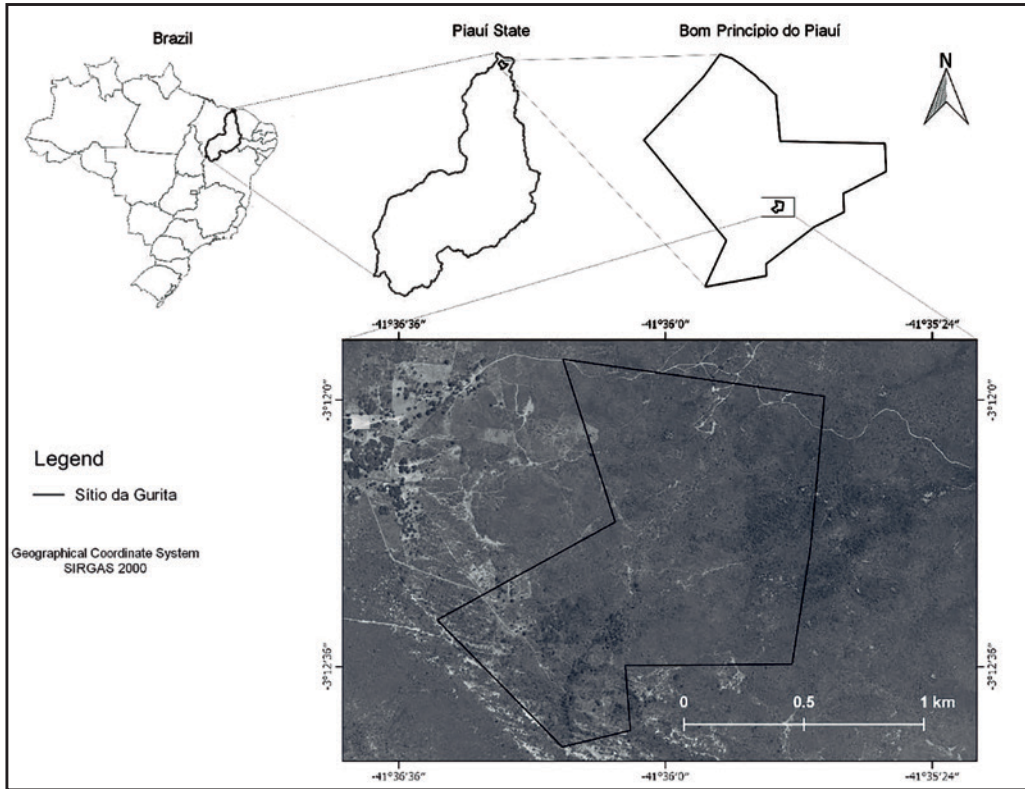 Brazil
Piauí State
Bom Princípio do Piauí
N
-41°36'36"
-41°36'0"
-41°35'24"
-3°12'0"
-3°12'0"
Legend
Sítio da Gurita
Geographical Coordinate System
SIRGAS 2000
-3°12'36"
-3°12'36"
0
0.5
1 km
-41°36'36"
-41°36'0"
-41°35'24"